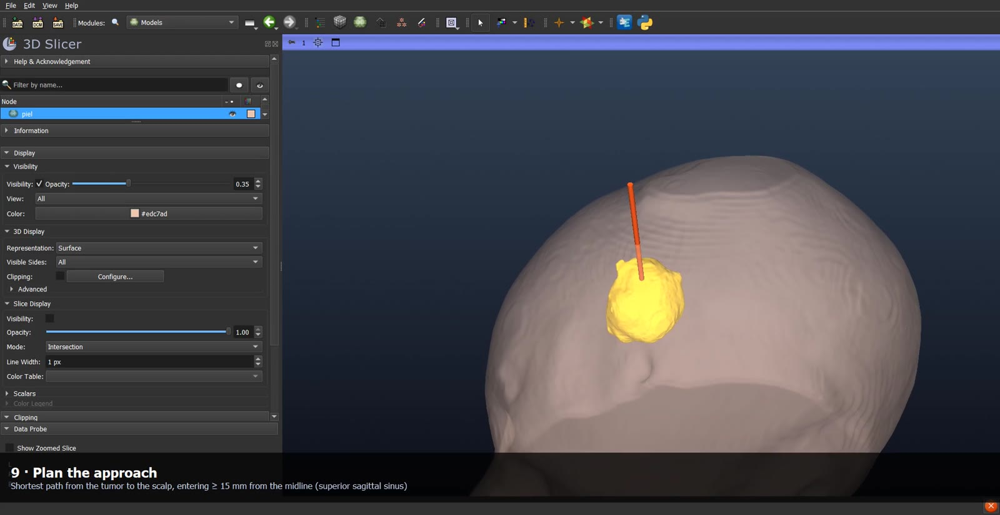 File Edit View Help
DATA DCM SAVE Modules: Models
1
3D Slicer
Help & Acknowledgement
Filter by name...
Node
piel
Information
Display
Visibility
Visibility: Opacity: 0.35
View: All
Color: #edc7ad
3D Display
Representation: Surface
Visible Sides: All
Clipping: Configure...
Advanced
Slice Display
Visibility:
Opacity: 1.00
Mode: Intersection
Line Width: 1 px
Color Table:
Scalars
Color Legend
Clipping
Data Probe
Show Zoomed Slice
9 · Plan the approach
Shortest path from the tumor to the scalp, entering ≥ 15 mm from the midline (superior sagittal sinus)